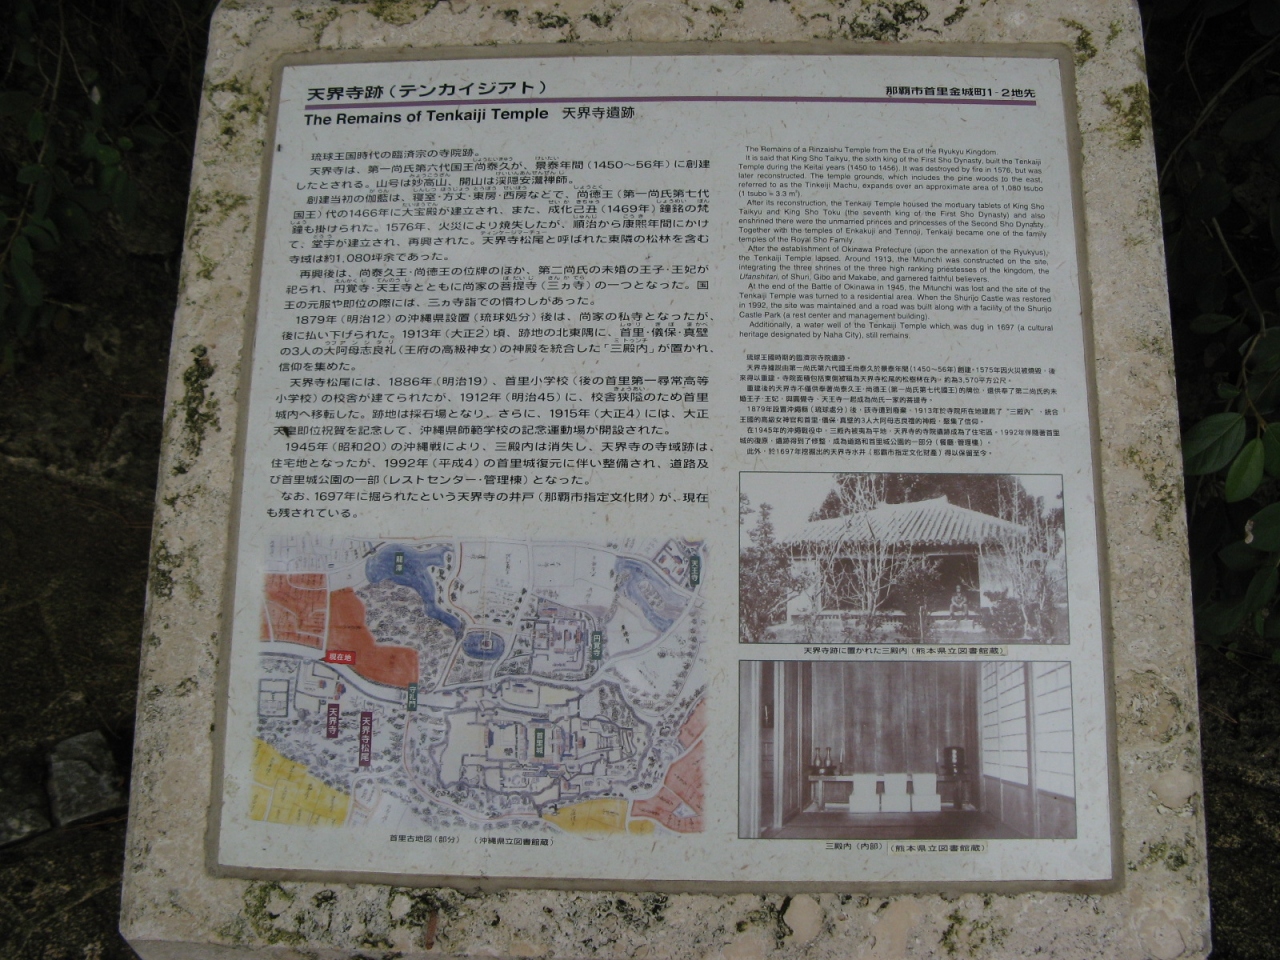 天界寺跡（テンカイジアト）
那覇市首里金城町1-2地先
The Remains of Tenkaiji Temple 天界寺遺跡
琉球王国時代の臨済宗の寺院跡。
天界寺は、第一尚氏第六代国王尚泰久が、景泰年間（1450～56年）に創建
したとされる。山号は妙高山、開山は渓隠安潜禅師。
創建当初の伽藍は、寝室・方丈・東房・西房などで、尚徳王（第一尚氏第七代
国王）代の1466年に大宝殿が建立され、また、成化己丑（1469年）鐘銘の梵
鐘も掛けられた。1576年、火災により焼失したが、順治から康熙年間にかけ
て、堂宇が建立され、再興された。天界寺松尾と呼ばれた東隣の松林を含む
寺域は約1,080坪余であった。
再興後は、尚泰久王・尚徳王の位牌のほか、第二尚氏の未婚の王子・王妃が
祀られ、円覚寺・天王寺とともに尚家の菩提寺（三ヵ寺）の一つとなった。国
王の元服や即位の際には、三ヵ寺詣での慣わしがあった。
1879年（明治12）の沖縄県設置（琉球処分）後は、尚家の私寺となったが、
後に払い下げられた。1913年（大正2）頃、跡地の北東隅に、首里・儀保・真壁
の3人の大阿母志良礼（王府の高級神女）の神殿を統合した「三殿内」が置かれ、
信仰を集めた。
天界寺松尾には、1886年（明治19）、首里小学校（後の首里第一尋常高等
小学校）の校舎が建てられたが、1912年（明治45）に、校舎狭隘のため首里
城内へ移転した。跡地は採石場となり、さらに、1915年（大正4）には、大正
天皇即位祝賀を記念して、沖縄県師範学校の記念運動場が開設された。
1945年（昭和20）の沖縄戦により、三殿内は消失し、天界寺の寺域跡は、
住宅地となったが、1992年（平成4）の首里城復元に伴い整備され、道路及
び首里城公園の一部（レストセンター・管理棟）となった。
なお、1697年に掘られたという天界寺の井戸（那覇市指定文化財）が、現在
も残されている。
The Remains of a Rinzaishu Temple from the Era of the Ryukyu Kingdom.
It is said that King Sho Taikyu, the sixth king of the First Sho Dynasty, built the Tenkaiji
Temple during the Keitai years (1450 to 1456). It was destroyed by fire in 1576, but was
later reconstructed. The temple grounds, which includes the pine woods to the east,
referred to as the Tinkeiji Machu, expands over an approximate area of 1,080 tsubo
(1 tsubo ≒ 3.3 m²).
After its reconstruction, the Tenkaiji Temple housed the mortuary tablets of King Sho
Taikyu and King Sho Toku (the seventh king of the First Sho Dynasty) and also
enshrined there were the unmarried princes and princesses of the Second Sho Dynasty.
Together with the temples of Enkakuji and Tennoji, Tenkaiji became one of the family
temples of the Royal Sho Family.
After the establishment of Okinawa Prefecture (upon the annexation of the Ryukyus),
the Tenkaiji Temple lapsed. Around 1913, the Mitunchi was constructed on the site,
integrating the three shrines of the three high ranking priestesses of the kingdom, the
Ufanshitari, of Shuri, Gibo and Makabe, and garnered faithful believers.
At the end of the Battle of Okinawa in 1945, the Mitunchi was lost and the site of the
Tenkaiji Temple was turned to a residential area. When the Shurijo Castle was restored
in 1992, the site was maintained and a road was built along with a facility of the Shurijo
Castle Park (a rest center and management building).
Additionally, a water well of the Tenkaiji Temple which was dug in 1697 (a cultural
heritage designated by Naha City), still remains.
琉球王國時期的臨濟宗寺院遺跡。
龍潭
天王寺
円覚寺
現在地
守礼門
天界寺
天界寺松尾
首里城
首里古地図（部分）（沖縄県立図書館蔵）
天界寺跡に置かれた三殿内（熊本県立図書館蔵）
三殿内（内部）（熊本県立図書館蔵）